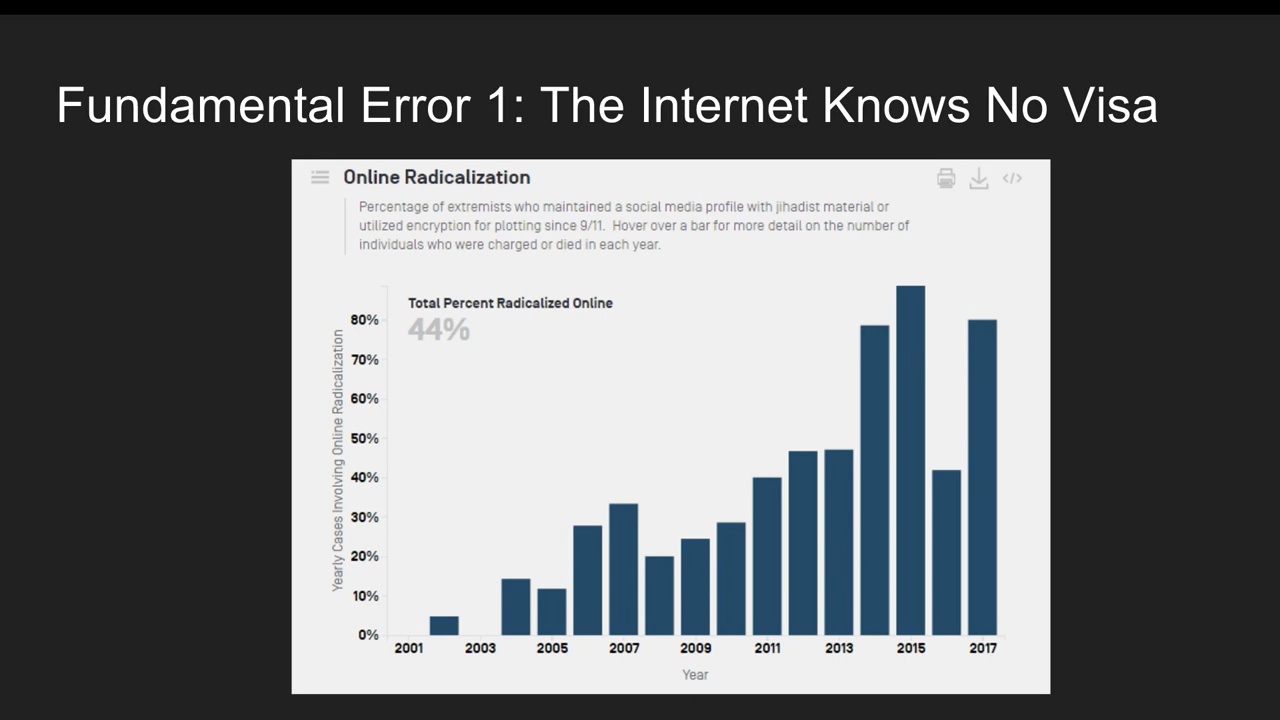 Fundamental Error 1: The Internet Knows No Visa
Online Radicalization
</>
Percentage of extremists who maintained a social media profile with jihadist material or
utilized encryption for plotting since 9/11. Hover over a bar for more detail on the number of
individuals who were charged or died in each year.
Total Percent Radicalized Online
44%
Yearly Cases Involving Online Radicalization
80%
70%
60%
50%
40%
30%
20%
10%
0%
2001 2003 2005 2007 2009 2011 2013 2015 2017
Year